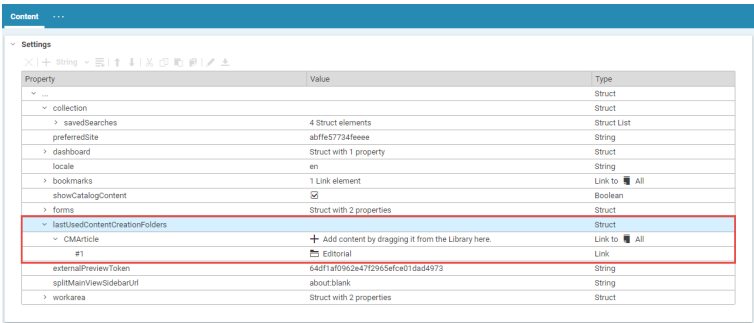 Content ...
Settings
String
Property Value Type
... Struct
collection Struct
savedSearches 4 Struct elements Struct List
preferredSite abffe57734feeee String
dashboard Struct with 1 property Struct
locale en String
bookmarks 1 Link element Link to All
showCatalogContent Boolean
forms Struct with 2 properties Struct
lastUsedContentCreationFolders Struct
CMArticle Add content by dragging it from the Library here. Link to All
#1 Editorial Link
externalPreviewToken 64df1af0962e47f2965efce01dad4973 String
splitMainViewSidebarUrl about:blank String
workarea Struct with 2 properties Struct